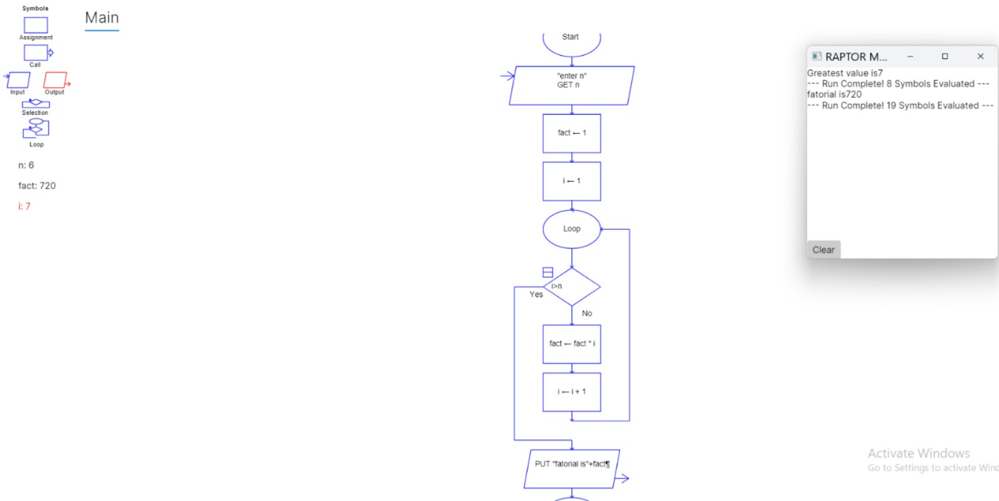 Symbols
Assignment
Call
Input
Output
Selection
Loop
n: 6
fact: 720
i: 7
Main
Start
"enter n"
GET n
fact ← 1
i ← 1
Loop
i>n
Yes
No
fact ← fact * i
i ← i + 1
PUT "fatorial is"+fact¶
RAPTOR M...
Greatest value is7
--- Run Complete! 8 Symbols Evaluated ---
fatorial is720
--- Run Complete! 19 Symbols Evaluated ---
Clear
Activate Windows
Go to Settings to activate Wind